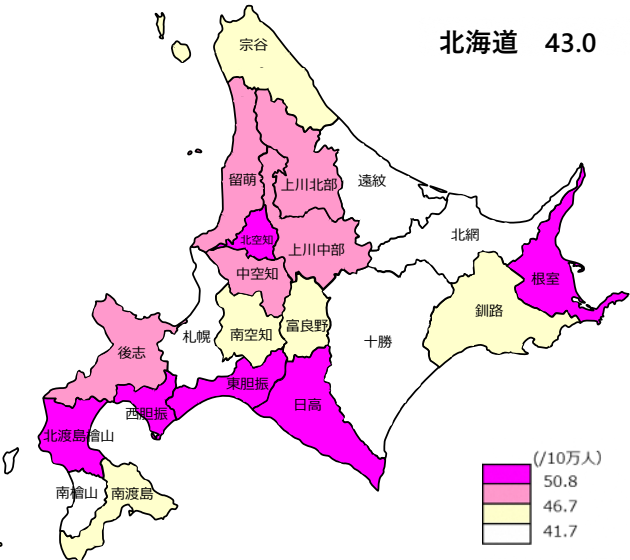 北海道 43.0
宗谷
留萌
上川北部
遠紋
北網
北空知
上川中部
中空知
根室
釧路
札幌
南空知
富良野
十勝
後志
東胆振
西胆振
日高
北渡島檜山
南檜山
南渡島
(/10万人)
50.8
46.7
41.7